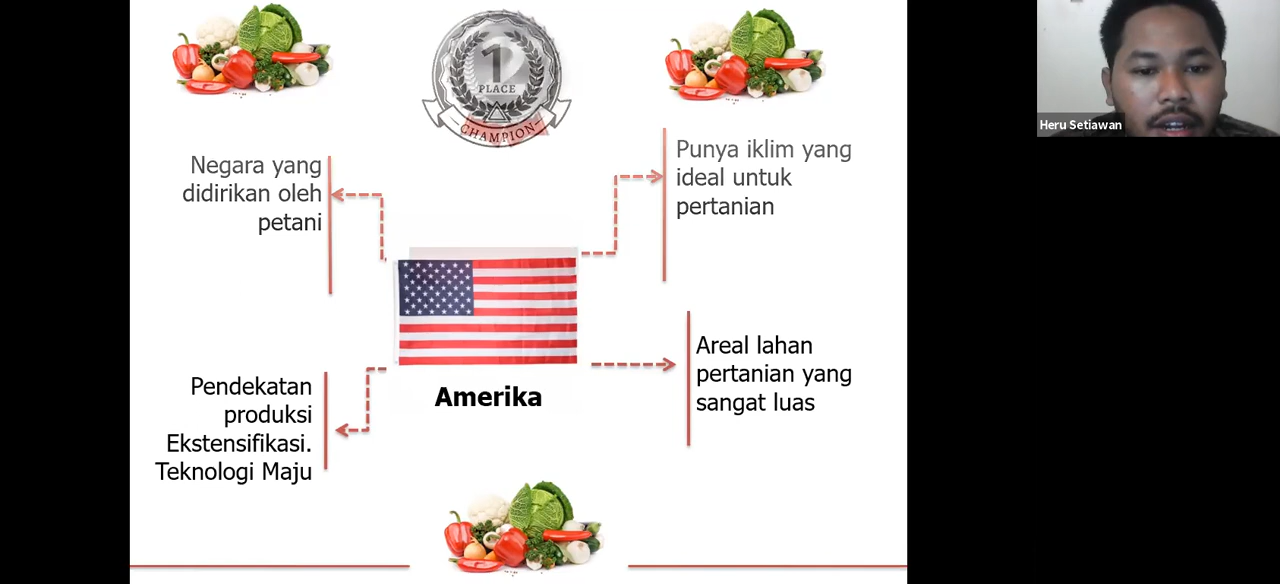 1
PLACE
CHAMPION
Heru Setiawan
Negara yang
didirikan oleh
petani
Punya iklim yang
ideal untuk
pertanian
Areal lahan
pertanian yang
sangat luas
Amerika
Pendekatan
produksi
Ekstensifikasi.
Teknologi Maju